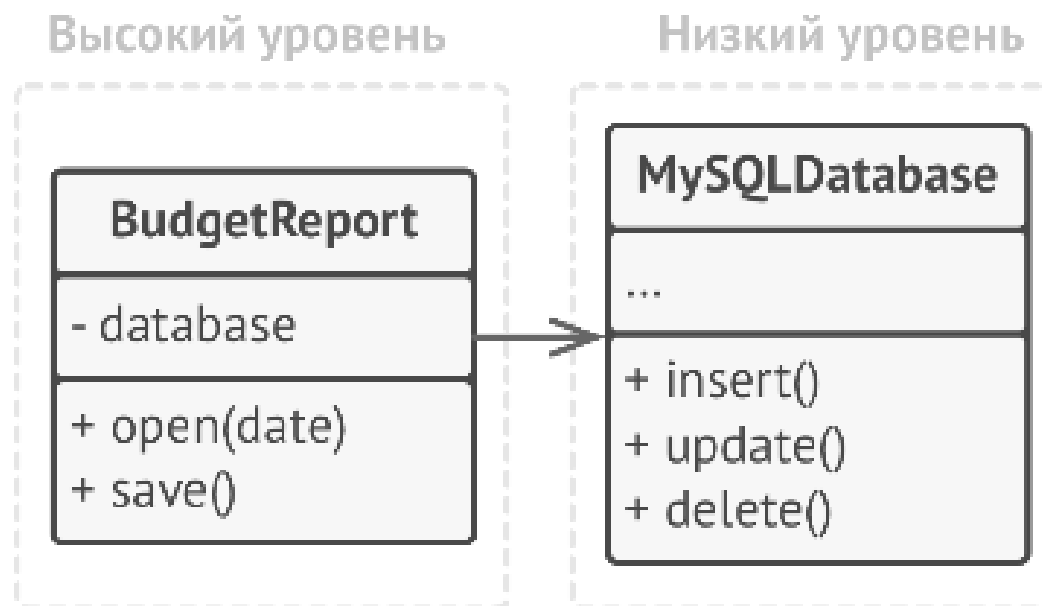 Высокий уровень
Низкий уровень
BudgetReport
- database
+ open(date)
+ save()
MySQLDatabase
...
+ insert()
+ update()
+ delete()